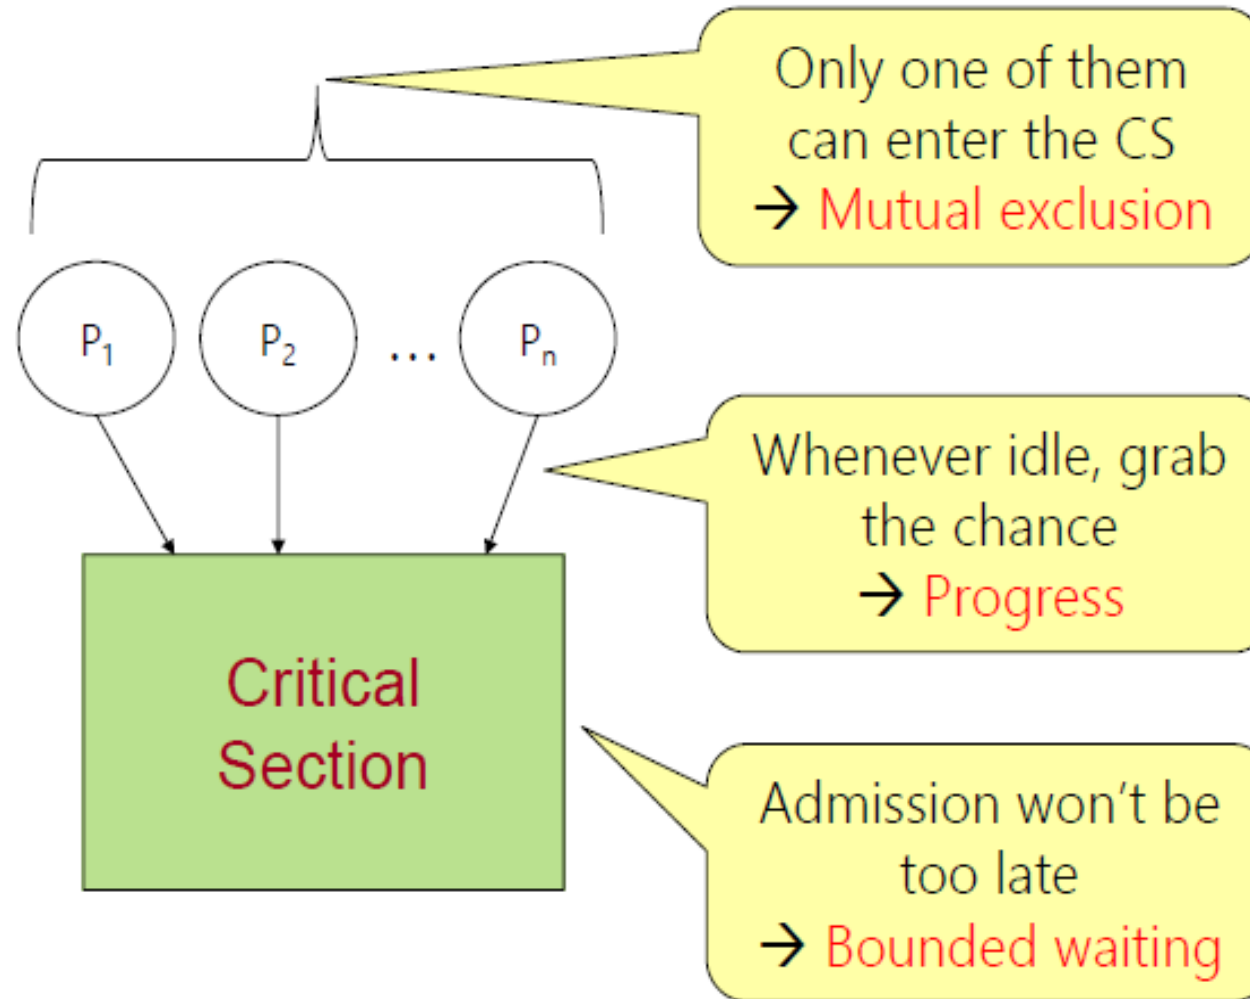 Only one of them
can enter the CS
→ Mutual exclusion
P₁
P₂
...
Pₙ
Whenever idle, grab
the chance
→ Progress
Critical
Section
Admission won't be
too late
→ Bounded waiting